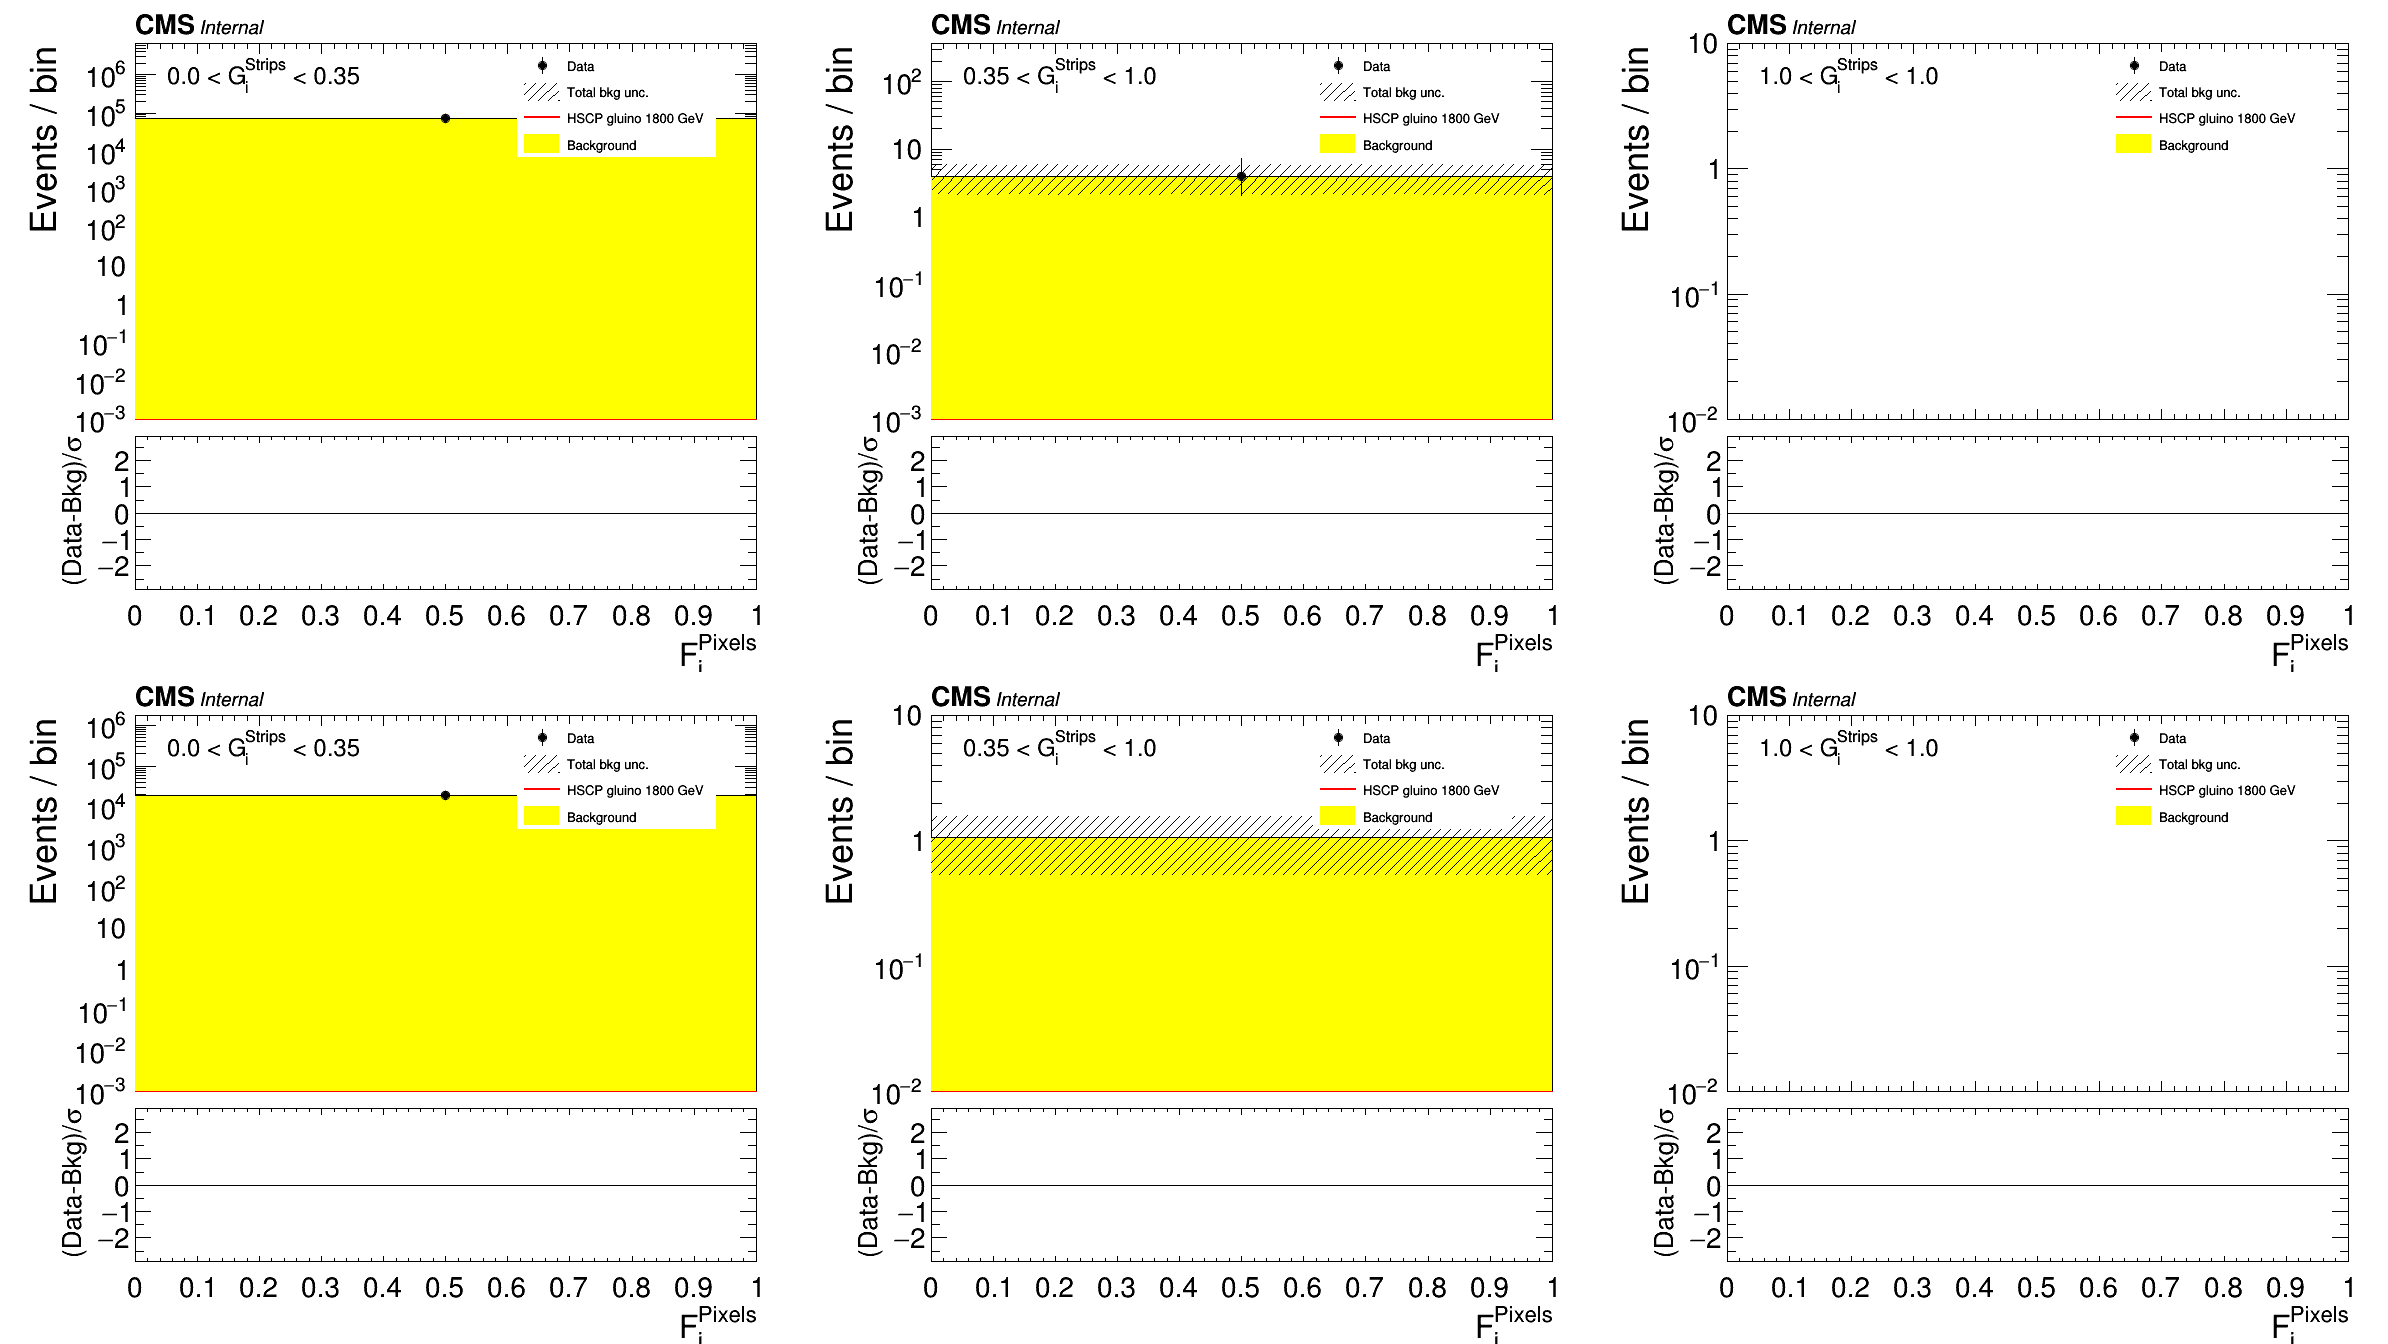 CMS Internal
Events / bin
10^6
10^5
10^4
10^3
10^2
10
1
10^−1
10^−2
10^−3
0.0 < G_i^Strips < 0.35
Data
Total bkg unc.
HSCP gluino 1800 GeV
Background
(Data-Bkg)/σ
2
1
0
−1
−2
0 0.1 0.2 0.3 0.4 0.5 0.6 0.7 0.8 0.9 1
F_i^Pixels
CMS Internal
Events / bin
10^2
10
1
10^−1
10^−2
10^−3
0.35 < G_i^Strips < 1.0
Data
Total bkg unc.
HSCP gluino 1800 GeV
Background
(Data-Bkg)/σ
2
1
0
−1
−2
0 0.1 0.2 0.3 0.4 0.5 0.6 0.7 0.8 0.9 1
F_i^Pixels
CMS Internal
Events / bin
10
1
10^−1
10^−2
1.0 < G_i^Strips < 1.0
Data
Total bkg unc.
HSCP gluino 1800 GeV
Background
(Data-Bkg)/σ
2
1
0
−1
−2
0 0.1 0.2 0.3 0.4 0.5 0.6 0.7 0.8 0.9 1
F_i^Pixels
CMS Internal
Events / bin
10^6
10^5
10^4
10^3
10^2
10
1
10^−1
10^−2
10^−3
0.0 < G_i^Strips < 0.35
Data
Total bkg unc.
HSCP gluino 1800 GeV
Background
(Data-Bkg)/σ
2
1
0
−1
−2
0 0.1 0.2 0.3 0.4 0.5 0.6 0.7 0.8 0.9 1
F_i^Pixels
CMS Internal
Events / bin
10
1
10^−1
10^−2
0.35 < G_i^Strips < 1.0
Data
Total bkg unc.
HSCP gluino 1800 GeV
Background
(Data-Bkg)/σ
2
1
0
−1
−2
0 0.1 0.2 0.3 0.4 0.5 0.6 0.7 0.8 0.9 1
F_i^Pixels
CMS Internal
Events / bin
10
1
10^−1
10^−2
1.0 < G_i^Strips < 1.0
Data
Total bkg unc.
HSCP gluino 1800 GeV
Background
(Data-Bkg)/σ
2
1
0
−1
−2
0 0.1 0.2 0.3 0.4 0.5 0.6 0.7 0.8 0.9 1
F_i^Pixels